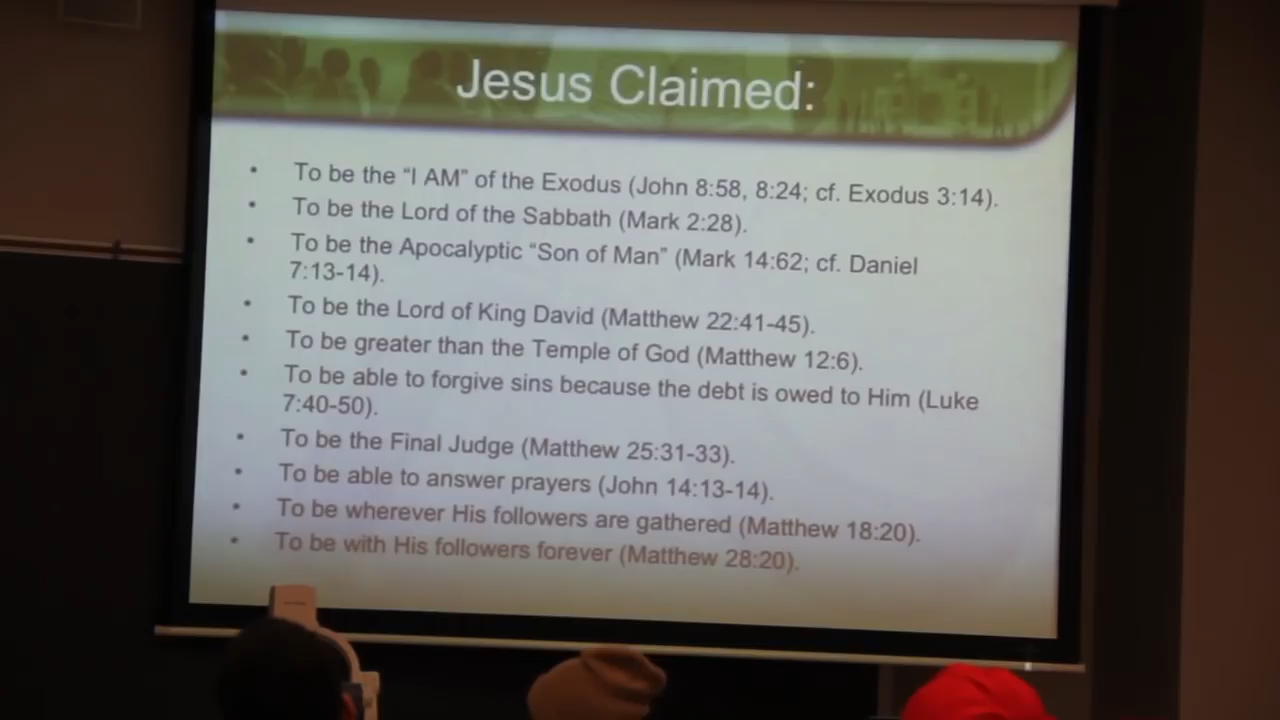 Jesus Claimed:
• To be the “I AM” of the Exodus (John 8:58, 8:24; cf. Exodus 3:14).
• To be the Lord of the Sabbath (Mark 2:28).
• To be the Apocalyptic “Son of Man” (Mark 14:62; cf. Daniel
7:13-14).
• To be the Lord of King David (Matthew 22:41-45).
• To be greater than the Temple of God (Matthew 12:6).
• To be able to forgive sins because the debt is owed to Him (Luke
7:40-50).
• To be the Final Judge (Matthew 25:31-33).
• To be able to answer prayers (John 14:13-14).
• To be wherever His followers are gathered (Matthew 18:20).
• To be with His followers forever (Matthew 28:20).